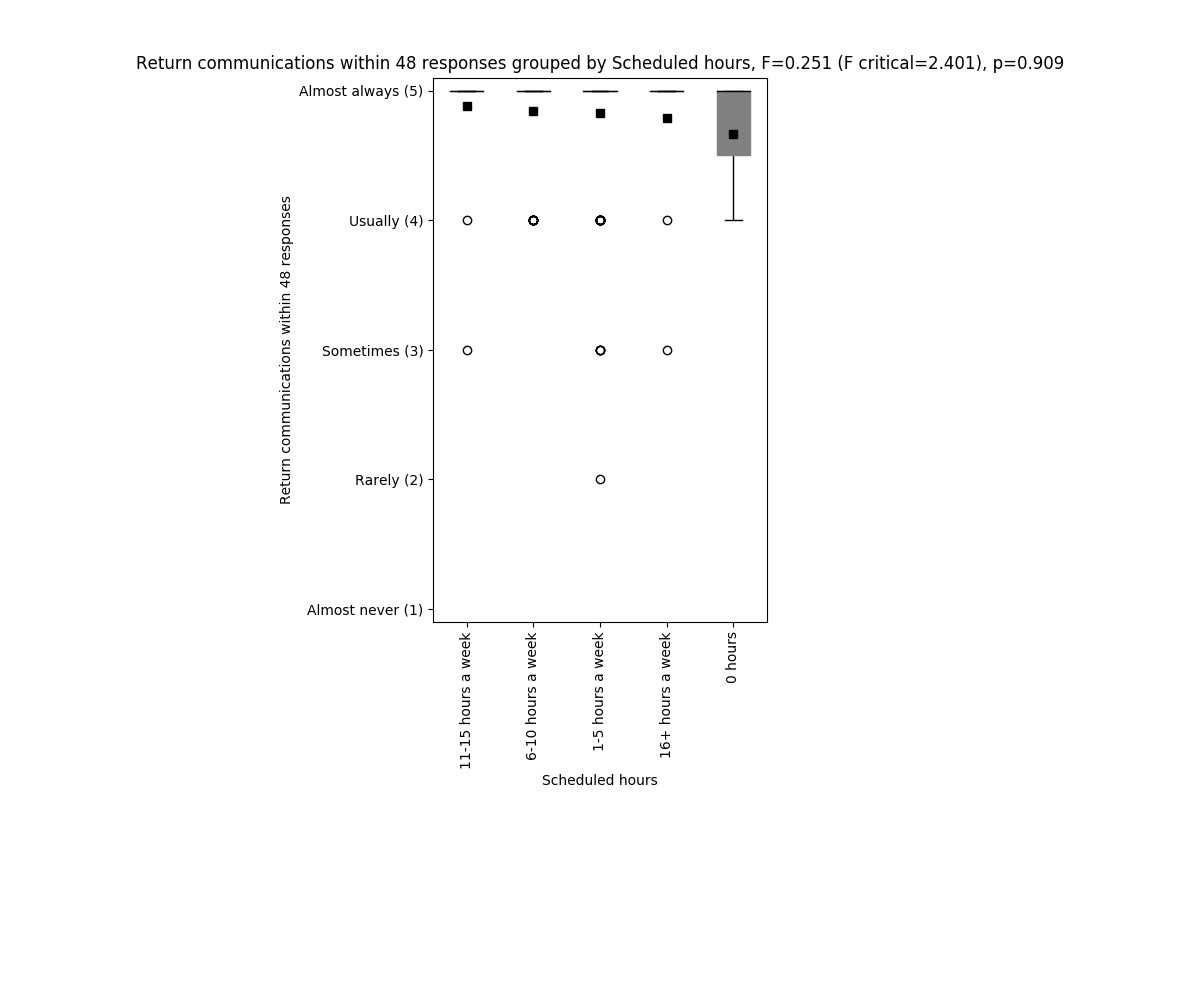 Return communications within 48 responses grouped by Scheduled hours, F=0.251 (F critical=2.401), p=0.909
Return communications within 48 responses
Almost always (5)
Usually (4)
Sometimes (3)
Rarely (2)
Almost never (1)
11-15 hours a week
6-10 hours a week
1-5 hours a week
16+ hours a week
0 hours
Scheduled hours